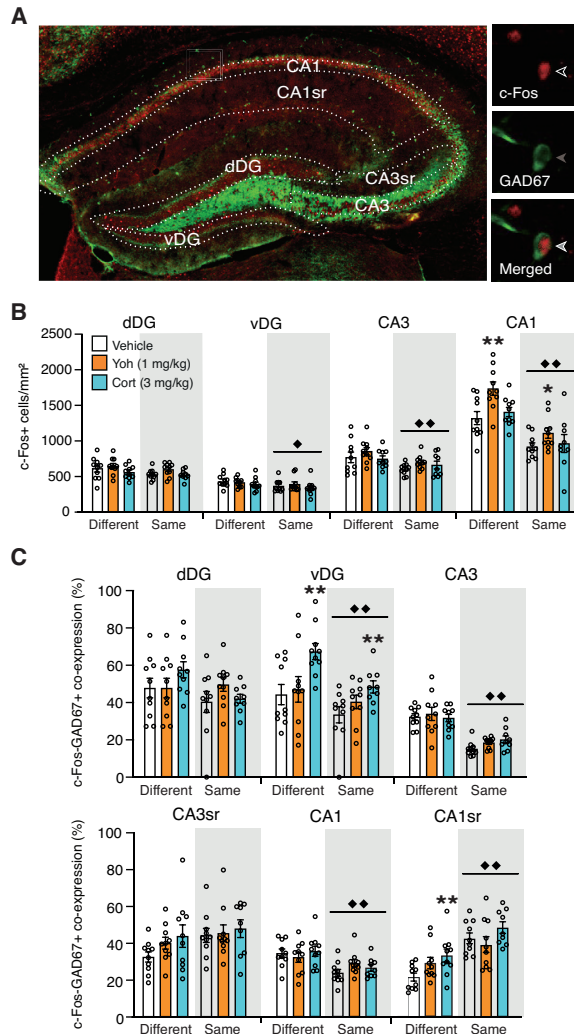 A
CA1
CA1sr
dDG
CA3sr
CA3
vDG
c-Fos
GAD67
Merged
B
dDG vDG CA3 CA1
c-Fos+ cells/mm²
2500
2000
1500
1000
500
0
Vehicle
Yoh (1 mg/kg)
Cort (3 mg/kg)
◆
◆◆
**
◆◆
*
Different Same Different Same Different Same Different Same
C
dDG vDG CA3
c-Fos-GAD67+ co-expression (%)
100
80
60
40
20
0
**
◆◆
**
◆◆
Different Same Different Same Different Same
CA3sr CA1 CA1sr
c-Fos-GAD67+ co-expression (%)
100
80
60
40
20
0
◆◆
**
◆◆
Different Same Different Same Different Same